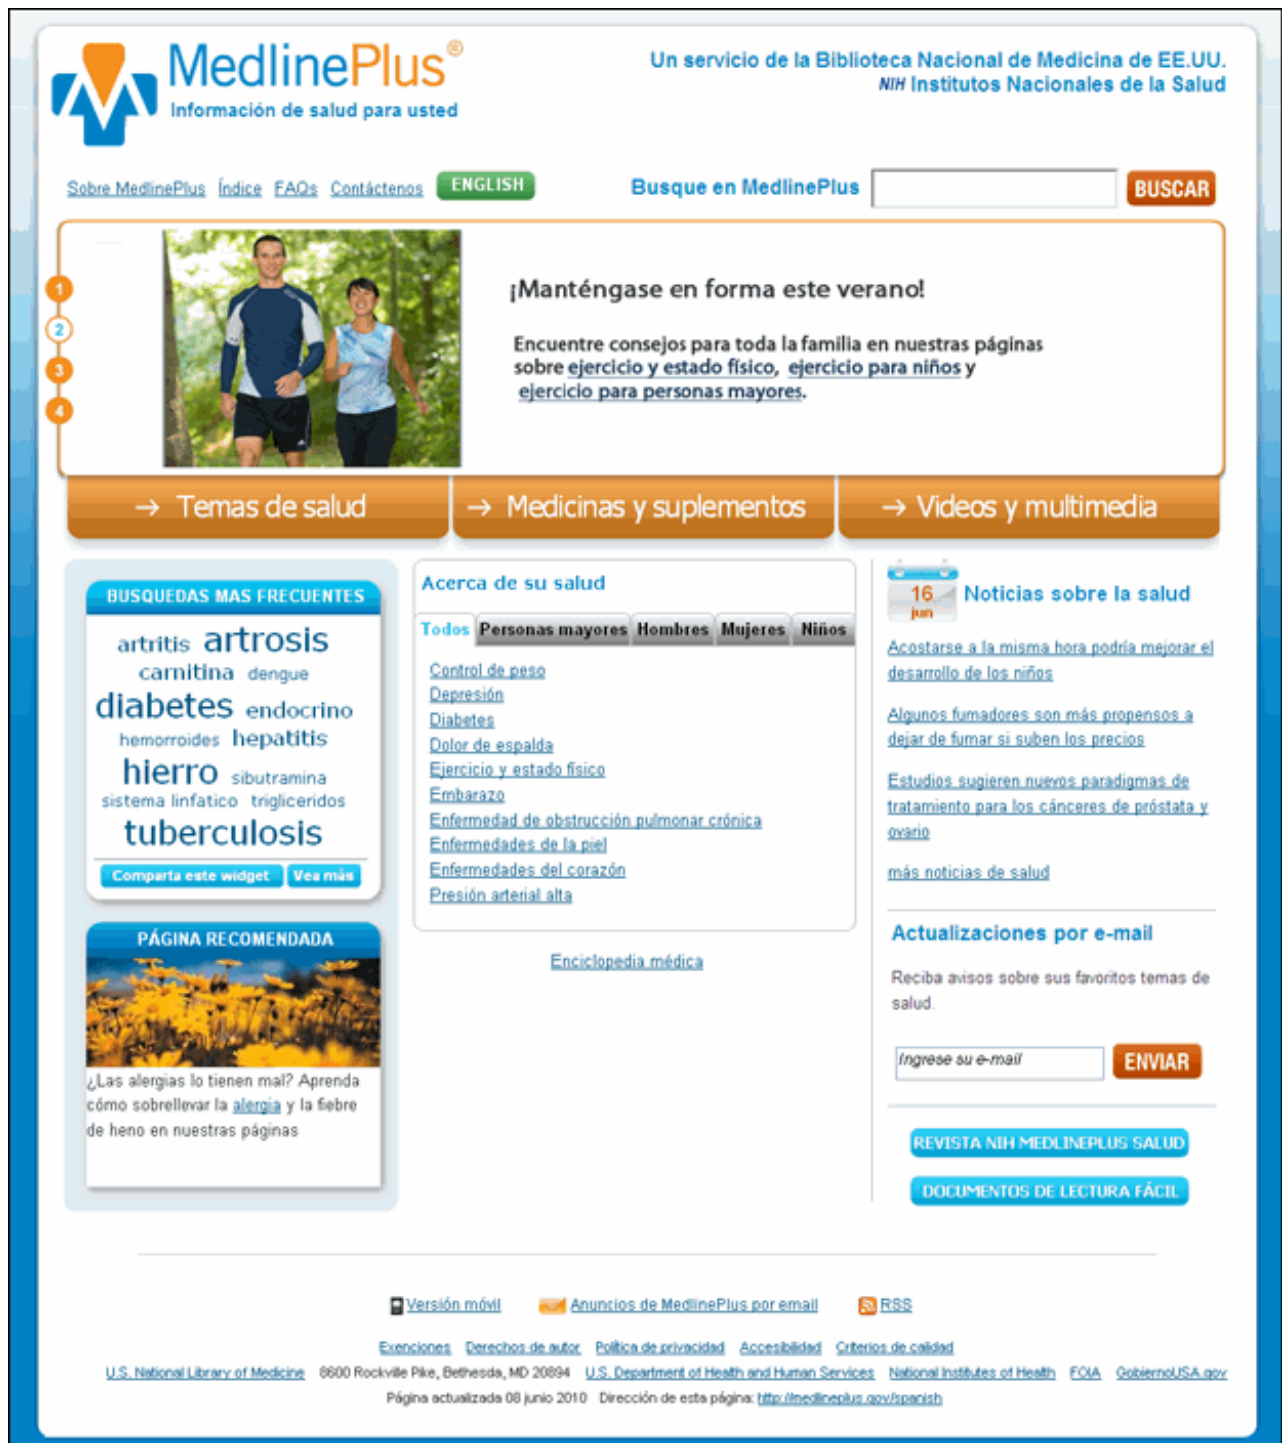 MedlinePlus®
Información de salud para usted
Un servicio de la Biblioteca Nacional de Medicina de EE.UU.
NIH Institutos Nacionales de la Salud
Sobre MedlinePlus Índice FAQs Contáctenos ENGLISH
Busque en MedlinePlus BUSCAR
1
2
3
4
¡Manténgase en forma este verano!
Encuentre consejos para toda la familia en nuestras páginas
sobre ejercicio y estado físico, ejercicio para niños y
ejercicio para personas mayores.
→ Temas de salud
→ Medicinas y suplementos
→ Videos y multimedia
BUSQUEDAS MAS FRECUENTES
artritis artrosis
carnitina dengue
diabetes endocrino
hemorroides hepatitis
hierro sibutramina
sistema linfatico trigliceridos
tuberculosis
Comparta este widget Vea más
PÁGINA RECOMENDADA
¿Las alergias lo tienen mal? Aprenda
cómo sobrellevar la alergia y la fiebre
de heno en nuestras páginas
Acerca de su salud
Todos Personas mayores Hombres Mujeres Niños
Control de peso
Depresión
Diabetes
Dolor de espalda
Ejercicio y estado físico
Embarazo
Enfermedad de obstrucción pulmonar crónica
Enfermedades de la piel
Enfermedades del corazón
Presión arterial alta
Enciclopedia médica
16
jun
Noticias sobre la salud
Acostarse a la misma hora podría mejorar el
desarrollo de los niños
Algunos fumadores son más propensos a
dejar de fumar si suben los precios
Estudios sugieren nuevos paradigmas de
tratamiento para los cánceres de próstata y
ovario
más noticias de salud
Actualizaciones por e-mail
Reciba avisos sobre sus favoritos temas de
salud.
Ingrese su e-mail ENVIAR
REVISTA NIH MEDLINEPLUS SALUD
DOCUMENTOS DE LECTURA FÁCIL
Versión móvil Anuncios de MedlinePlus por email RSS
Exenciones Derechos de autor Política de privacidad Accesibilidad Criterios de calidad
U.S. National Library of Medicine 8600 Rockville Pike, Bethesda, MD 20894 U.S. Department of Health and Human Services National Institutes of Health FOIA GobiernoUSA.gov
Página actualizada 08 junio 2010 Dirección de esta página: http://medlineplus.gov/spanish